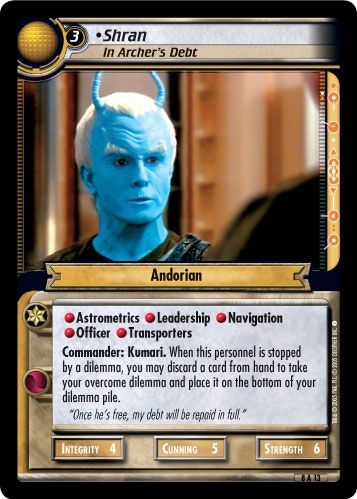 3
•Shran
In Archer's Debt
Andorian
Astrometrics Leadership Navigation
Officer Transporters
Commander: Kumari. When this personnel is stopped
by a dilemma, you may discard a card from hand to take
your overcome dilemma and place it on the bottom of your
dilemma pile.
"Once he's free, my debt will be repaid in full."
INTEGRITY 4 CUNNING 5 STRENGTH 6
8 A 13